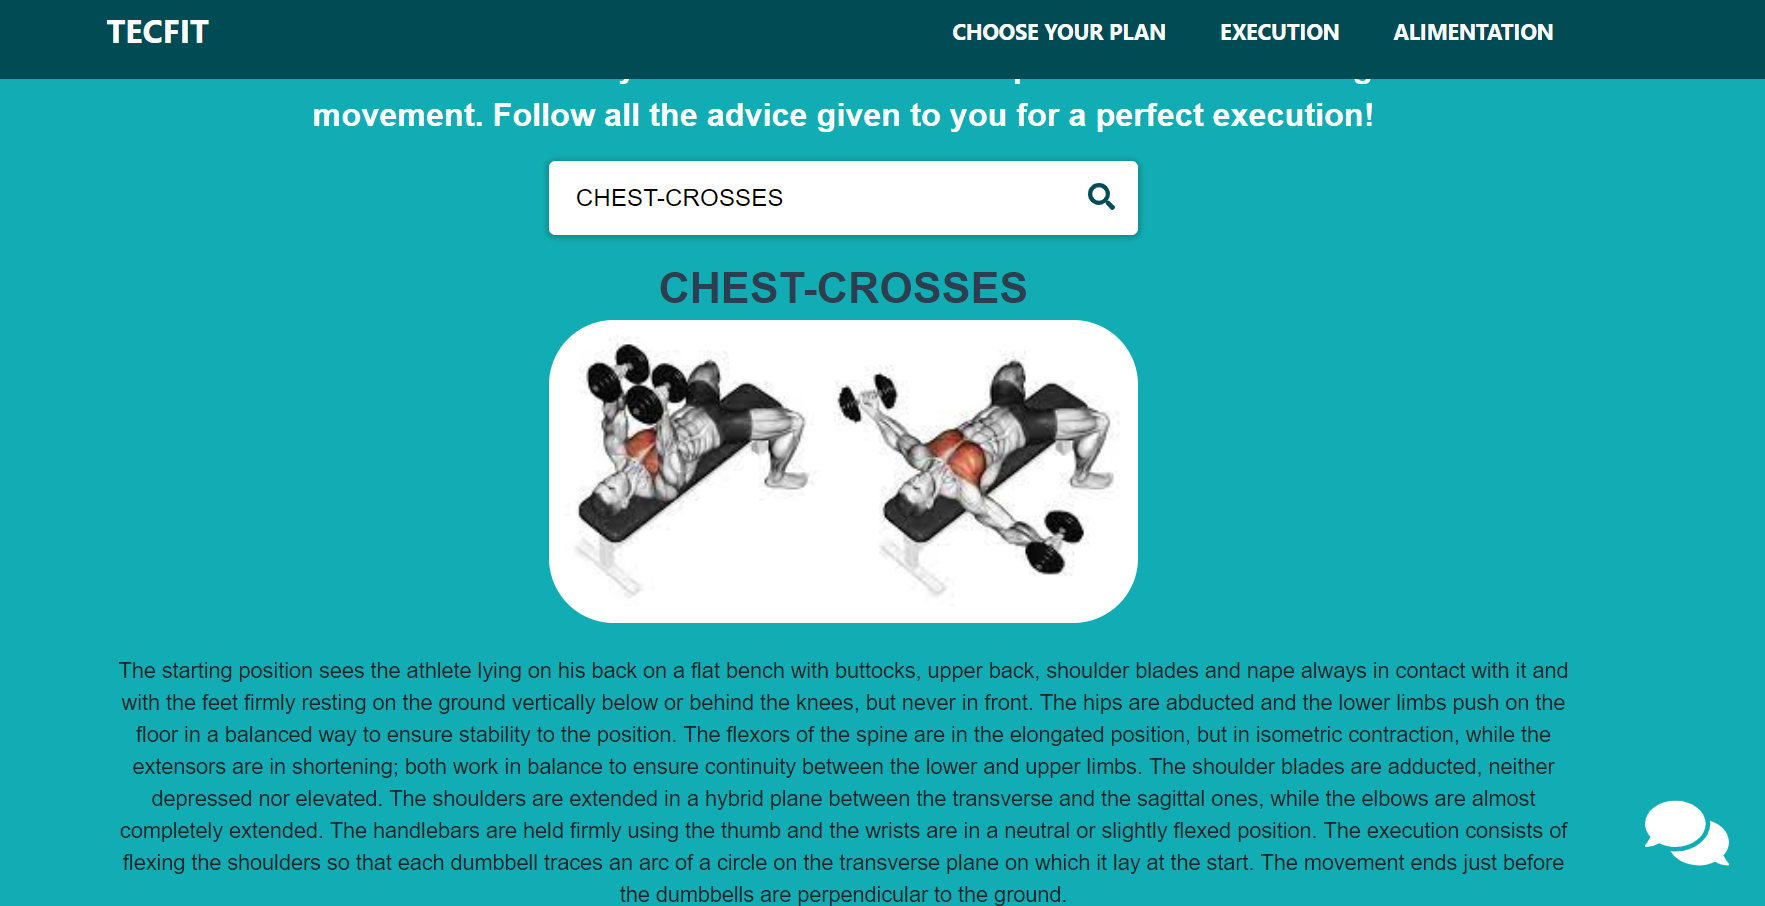 TECFIT
CHOOSE YOUR PLAN
EXECUTION
ALIMENTATION
movement. Follow all the advice given to you for a perfect execution!
CHEST-CROSSES
CHEST-CROSSES
The starting position sees the athlete lying on his back on a flat bench with buttocks, upper back, shoulder blades and nape always in contact with it and
with the feet firmly resting on the ground vertically below or behind the knees, but never in front. The hips are abducted and the lower limbs push on the
floor in a balanced way to ensure stability to the position. The flexors of the spine are in the elongated position, but in isometric contraction, while the
extensors are in shortening; both work in balance to ensure continuity between the lower and upper limbs. The shoulder blades are adducted, neither
depressed nor elevated. The shoulders are extended in a hybrid plane between the transverse and the sagittal ones, while the elbows are almost
completely extended. The handlebars are held firmly using the thumb and the wrists are in a neutral or slightly flexed position. The execution consists of
flexing the shoulders so that each dumbbell traces an arc of a circle on the transverse plane on which it lay at the start. The movement ends just before
the dumbbells are perpendicular to the ground.